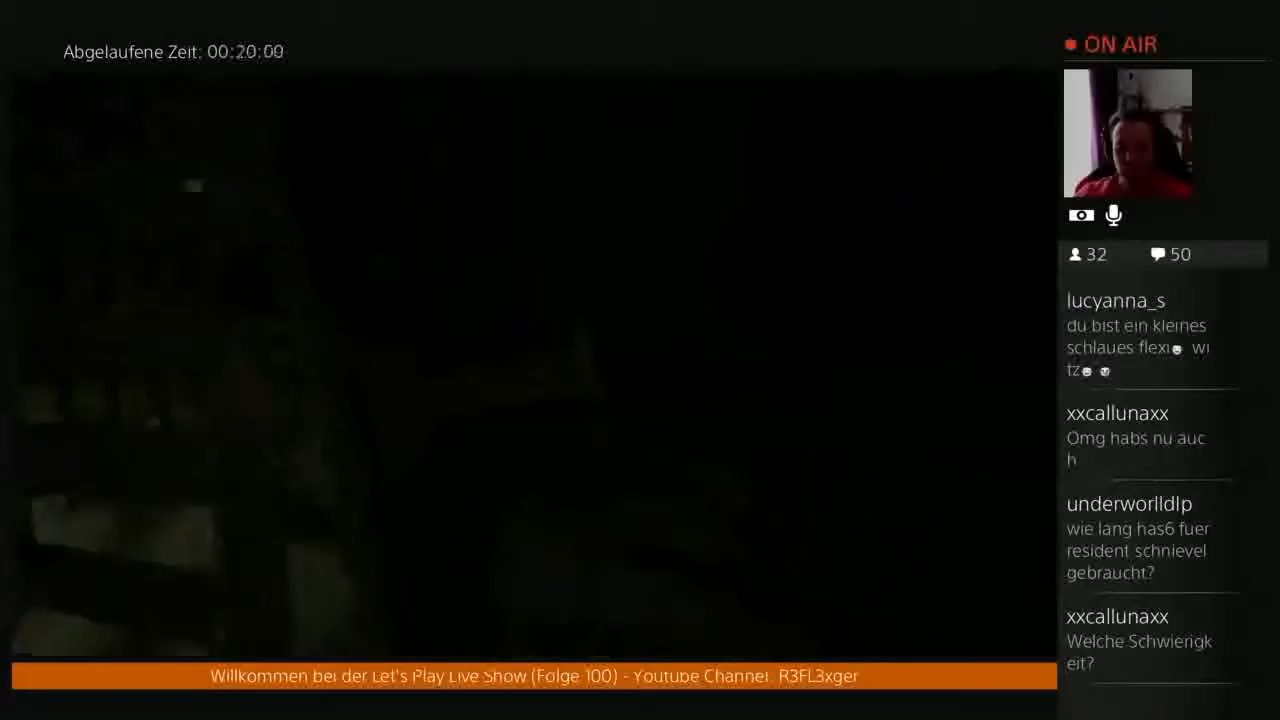 Abgelaufene Zeit: 00:20:00
ON AIR
32 50
lucyanna_s
du bist ein kleines
schlaues flexi wi
tz
xxcallunaxx
Omg habs nu auc
h
underworlldlp
wie lang has6 fuer
resident schnievel
gebraucht?
xxcallunaxx
Welche Schwierigk
eit?
Willkommen bei der Let's Play Live Show (Folge 100) - Youtube Channel: R3FL3xger